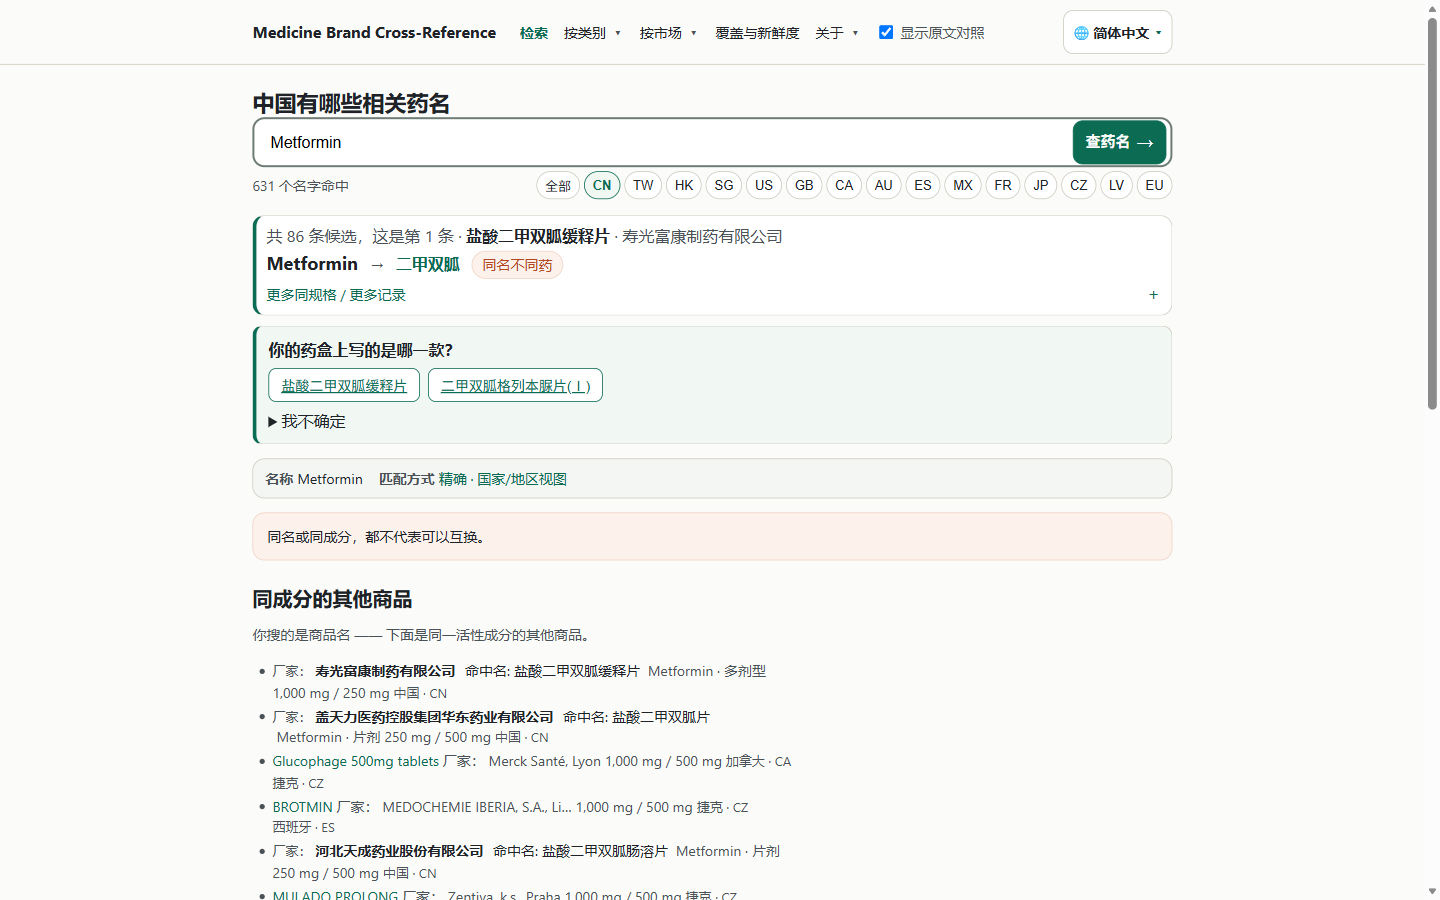 Medicine Brand Cross-Reference 检索 按类别 ▾ 按市场 ▾ 覆盖与新鲜度 关于 ▾ 显示原文对照 🌐 简体中文 ▾
中国有哪些相关药名
Metformin 查药名 →
631 个名字命中 全部 CN TW HK SG US GB CA AU ES MX FR JP CZ LV EU
共 86 条候选，这是第 1 条 · 盐酸二甲双胍缓释片 · 寿光富康制药有限公司
Metformin → 二甲双胍 同名不同药
更多同规格 / 更多记录 +
你的药盒上写的是哪一款?
盐酸二甲双胍缓释片 二甲双胍格列本脲片(Ⅰ)
▶ 我不确定
名称 Metformin 匹配方式 精确 · 国家/地区视图
同名或同成分，都不代表可以互换。
同成分的其他商品
你搜的是商品名 —— 下面是同一活性成分的其他商品。
• 厂家： 寿光富康制药有限公司 命中名: 盐酸二甲双胍缓释片 Metformin · 多剂型
1,000 mg / 250 mg 中国 · CN
• 厂家： 盖天力医药控股集团华东药业有限公司 命中名: 盐酸二甲双胍片
Metformin · 片剂 250 mg / 500 mg 中国 · CN
• Glucophage 500mg tablets 厂家： Merck Santé, Lyon 1,000 mg / 500 mg 加拿大 · CA
捷克 · CZ
• BROTMIN 厂家： MEDOCHEMIE IBERIA, S.A., Li... 1,000 mg / 500 mg 捷克 · CZ
西班牙 · ES
• 厂家： 河北天成药业股份有限公司 命中名: 盐酸二甲双胍肠溶片 Metformin · 片剂
250 mg / 500 mg 中国 · CN
• MULADO PROLONG 厂家： Zentiva, k.s., Praha 1,000 mg / 500 mg 捷克 · CZ